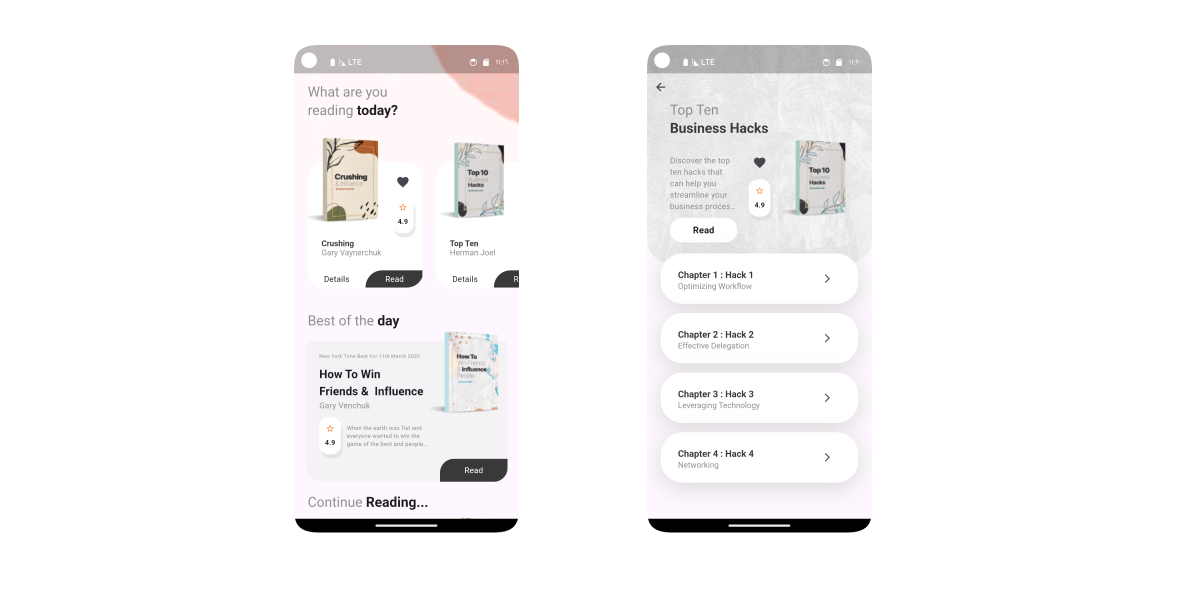 LTE
١١:١٦
What are you
reading today?
Crushing
& Influence
Top 10
Business
Hacks
4.9
Crushing
Gary Vaynerchuk
Details
Read
Top Ten
Herman Joel
Details
R
Best of the day
New York Time Best For 11th March 2020
How To Win
Friends & Influence
Gary Venchuk
4.9
When the earth was flat and
everyone wanted to win the
game of the best and people...
How To
Win Friends
& Influence
People
Read
Continue Reading...
LTE
Top Ten
Business Hacks
Discover the top
ten hacks that
can help you
streamline your
business proces...
4.9
Top 10
Business
Hacks
Read
Chapter 1 : Hack 1
Optimizing Workflow
Chapter 2 : Hack 2
Effective Delegation
Chapter 3 : Hack 3
Leveraging Technology
Chapter 4 : Hack 4
Networking